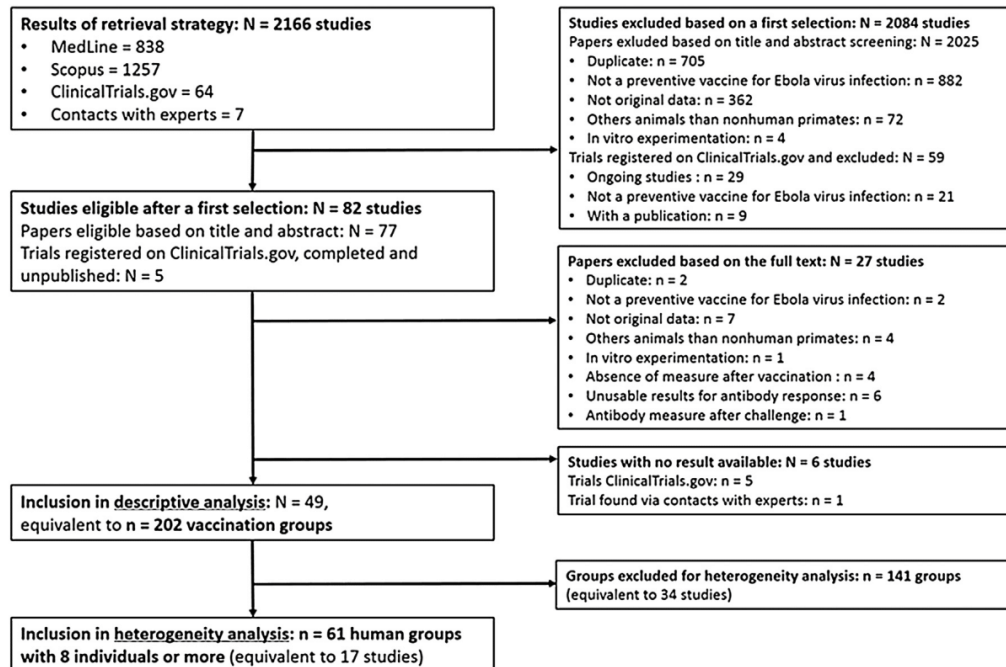 Results of retrieval strategy: N = 2166 studies
• MedLine = 838
• Scopus = 1257
• ClinicalTrials.gov = 64
• Contacts with experts = 7
Studies excluded based on a first selection: N = 2084 studies
Papers exluded based on title and abstract screening: N = 2025
• Duplicate: n = 705
• Not a preventive vaccine for Ebola virus infection: n = 882
• Not original data: n = 362
• Others animals than nonhuman primates: n = 72
• In vitro experimentation: n = 4
Trials registered on ClinicalTrials.gov and excluded: N = 59
• Ongoing studies : n = 29
• Not a preventive vaccine for Ebola virus infection: n = 21
• With a publication: n = 9
Studies eligible after a first selection: N = 82 studies
Papers eligible based on title and abstract: N = 77
Trials registered on ClinicalTrials.gov, completed and
unpublished: N = 5
Papers excluded based on the full text: N = 27 studies
• Duplicate: n = 2
• Not a preventive vaccine for Ebola virus infection: n = 2
• Not original data: n = 7
• Others animals than nonhuman primates: n = 4
• In vitro experimentation: n = 1
• Absence of measure after vaccination : n = 4
• Unusable results for antibody response: n = 6
• Antibody measure after challenge: n = 1
Studies with no result available: N = 6 studies
Trials ClinicalTrials.gov: n = 5
Trial found via contacts with experts: n = 1
Inclusion in descriptive analysis: N = 49,
equivalent to n = 202 vaccination groups
Groups excluded for heterogeneity analysis: n = 141 groups
(equivalent to 34 studies)
Inclusion in heterogeneity analysis: n = 61 human groups
with 8 individuals or more (equivalent to 17 studies)